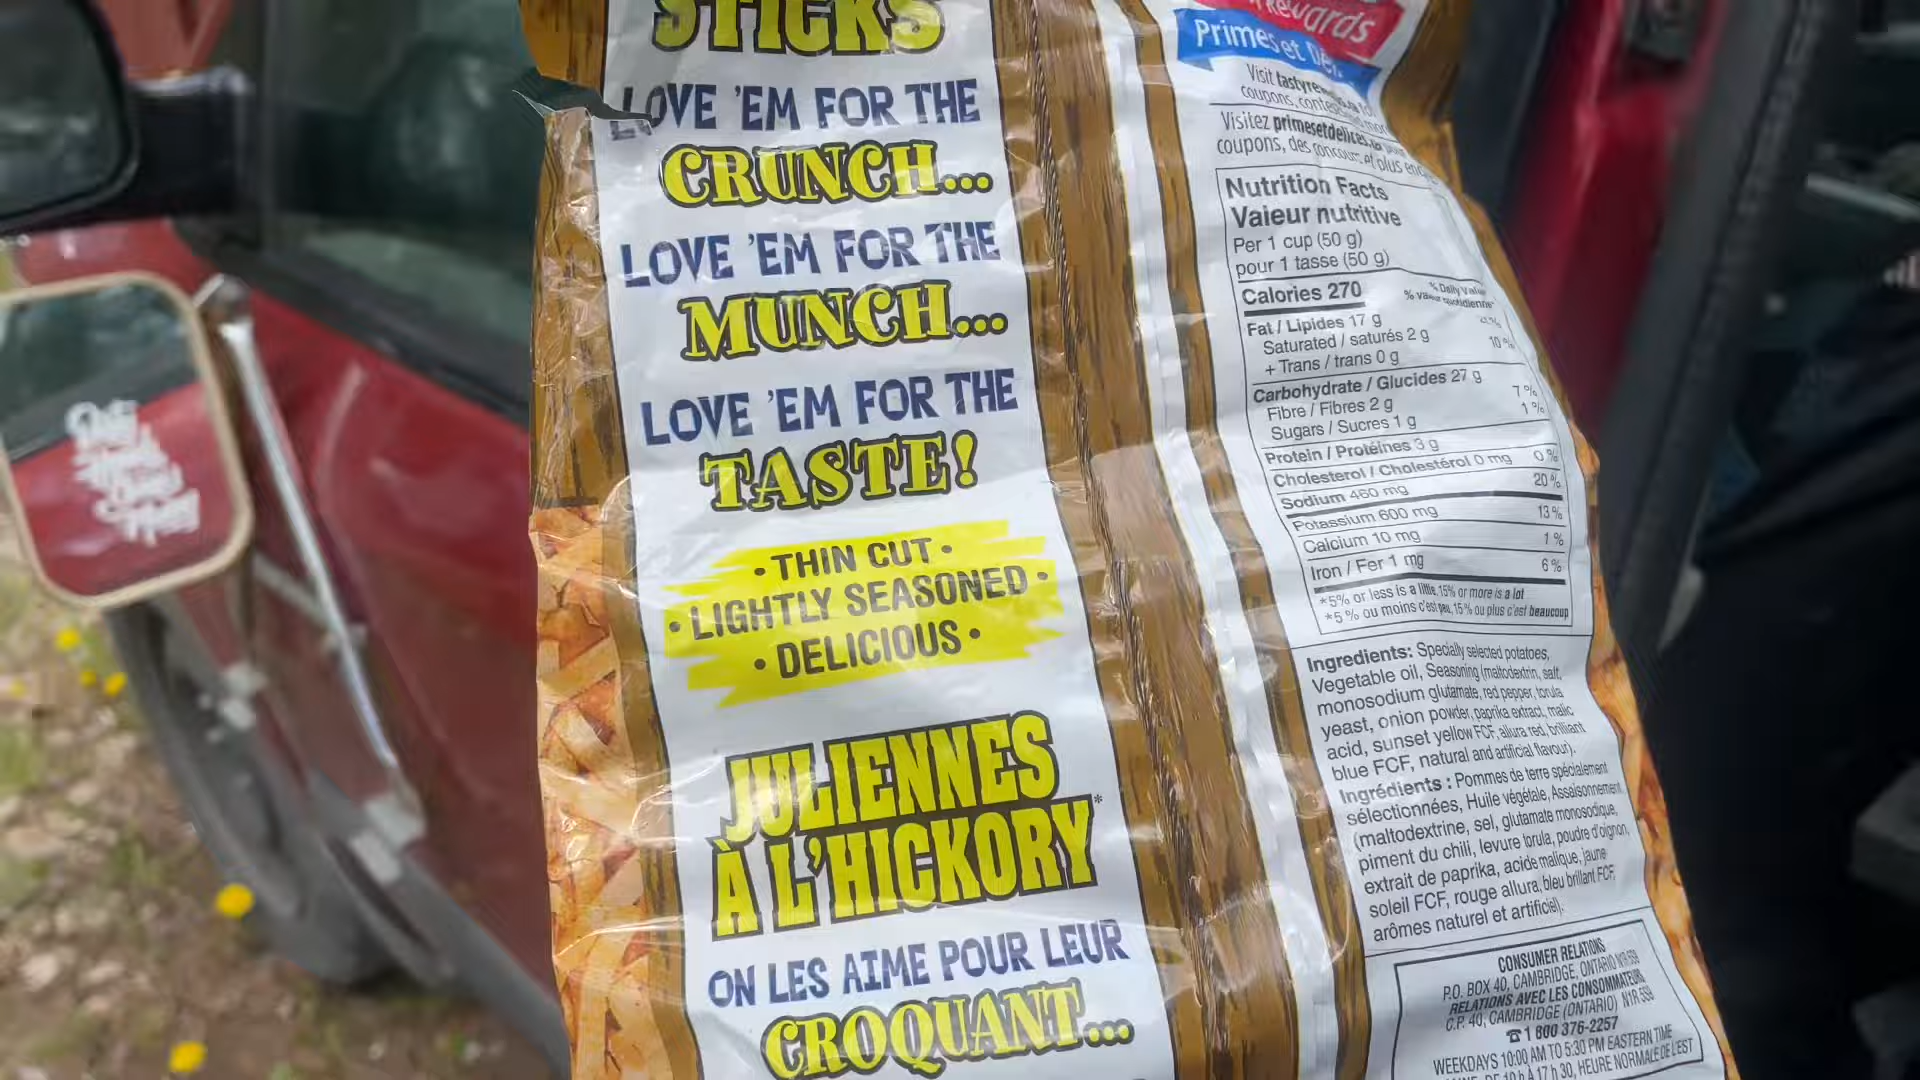 STICKS
LOVE 'EM FOR THE
CRUNCH...
LOVE 'EM FOR THE
MUNCH...
LOVE 'EM FOR THE
TASTE!
• THIN CUT •
• LIGHTLY SEASONED •
• DELICIOUS •
JULIENNES
À L'HICKORY*
ON LES AIME POUR LEUR
CROQUANT...
Rewards
Primes et
Visit
coupons,
Visitez primesetdelices.ca
coupons, des concours et plus
Nutrition Facts
Valeur nutritive
Per 1 cup (50 g)
pour 1 tasse (50 g)
Calories 270
% Daily Value*
% valeur quotidienne*
Fat / Lipides 17 g
Saturated / saturés 2 g
+ Trans / trans 0 g
10 %
Carbohydrate / Glucides 27 g
Fibre / Fibres 2 g 7 %
Sugars / Sucres 1 g 1 %
Protein / Protéines 3 g
Cholesterol / Cholestérol 0 mg 0 %
Sodium 460 mg 20 %
Potassium 600 mg 13 %
Calcium 10 mg 1 %
Iron / Fer 1 mg 6 %
*5% or less is a little, 15% or more is a lot
*5 % ou moins c'est peu, 15 % ou plus c'est beaucoup
Ingredients: Specially selected potatoes,
Vegetable oil, Seasoning (maltodextrin, salt,
monosodium glutamate, red pepper, torula
yeast, onion powder, paprika extract, malic
acid, sunset yellow FCF, allura red, brilliant
blue FCF, natural and artificial flavour).
Ingrédients : Pommes de terre spécialement
sélectionnées, Huile végétale, Assaisonnement
(maltodextrine, sel, glutamate monosodique,
piment du chili, levure torula, poudre d'oignon,
extrait de paprika, acide malique, jaune
soleil FCF, rouge allura, bleu brillant FCF,
arômes naturel et artificiel).
CONSUMER RELATIONS
P.O. BOX 40, CAMBRIDGE, ONTARIO N1R 5S9
RELATIONS AVEC LES CONSOMMATEURS
C.P. 40, CAMBRIDGE (ONTARIO) N1R 5S9
☎1 800 376-2257
WEEKDAYS 10:00 AM TO 5:30 PM EASTERN TIME
DE 10 h À 17 h 30, HEURE NORMALE DE L'EST